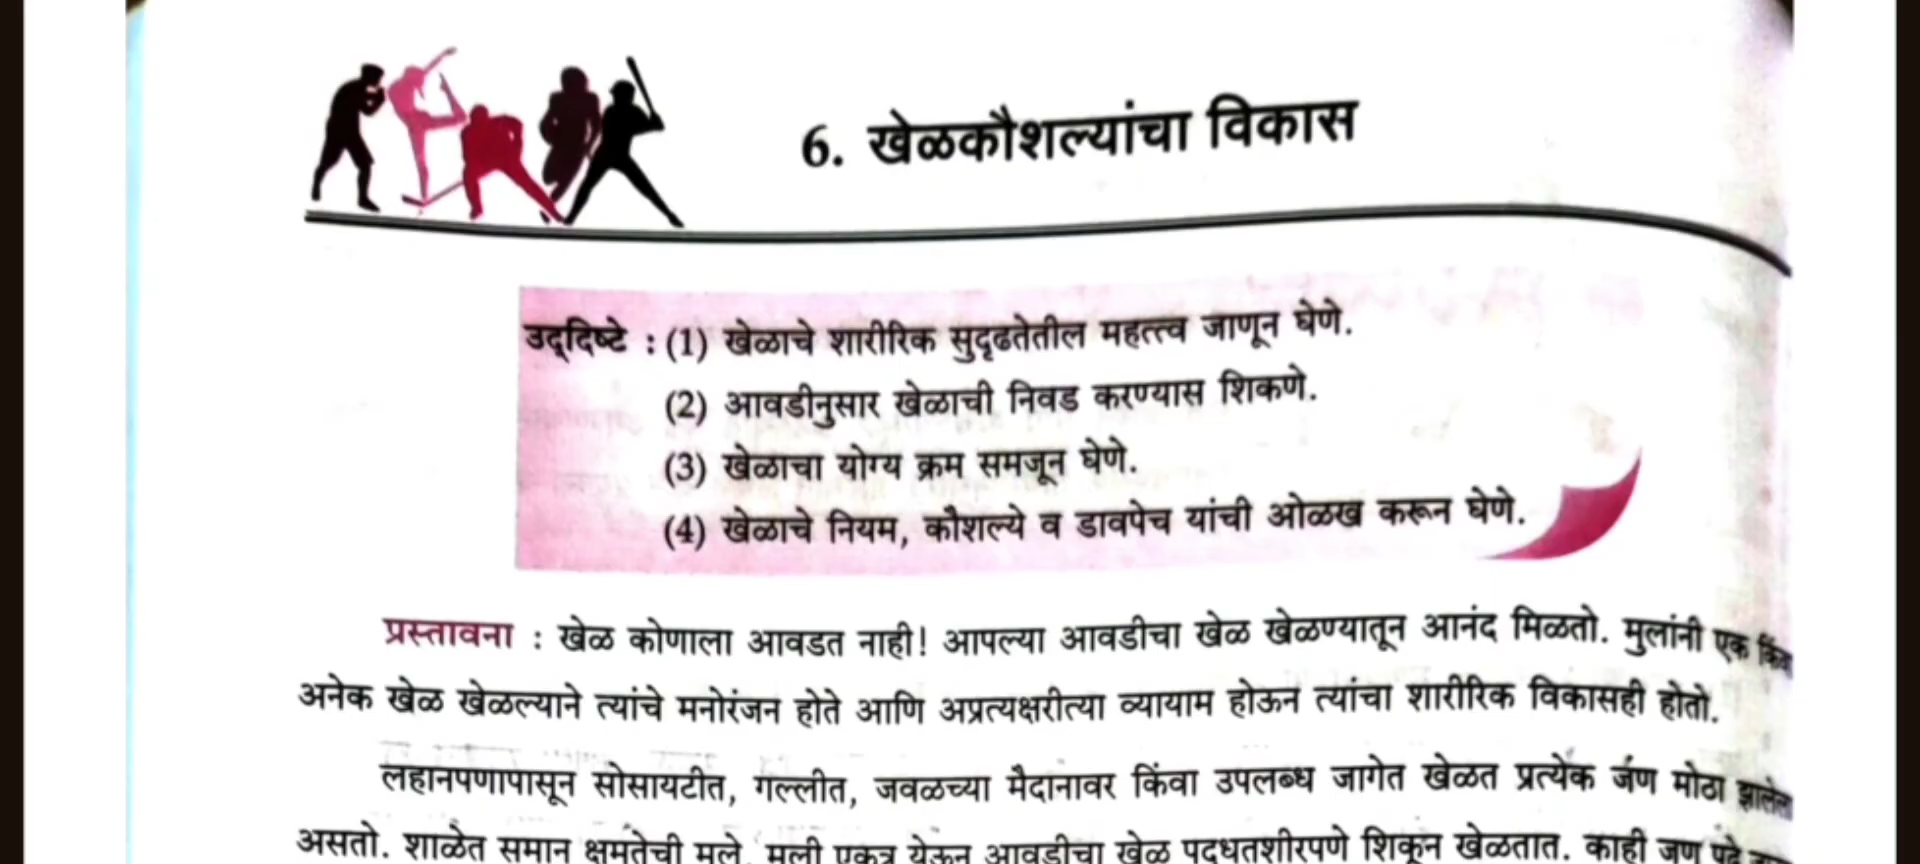 6. खेळकौशल्यांचा विकास
उद्‌दिष्टे : (1) खेळाचे शारीरिक सुदृढतेतील महत्त्व जाणून घेणे.
(2) आवडीनुसार खेळाची निवड करण्यास शिकणे.
(3) खेळाचा योग्य क्रम समजून घेणे.
(4) खेळाचे नियम, कौशल्ये व डावपेच यांची ओळख करून घेणे.
प्रस्तावना : खेळ कोणाला आवडत नाही! आपल्या आवडीचा खेळ खेळण्यातून आनंद मिळतो. मुलांनी एक
अनेक खेळ खेळल्याने त्यांचे मनोरंजन होते आणि अप्रत्यक्षरीत्या व्यायाम होऊन त्यांचा शारीरिक विकासही होतो.
लहानपणापासून सोसायटीत, गल्लीत, जवळच्या मैदानावर किंवा उपलब्ध जागेत खेळत प्रत्येक जण मोठा
असतो. शाळेत समान क्षमतेची मुले, मुली एकत्र येऊन आवडीचा खेळ पद्धतशीरपणे शिकून खेळतात. काही जण पुढे